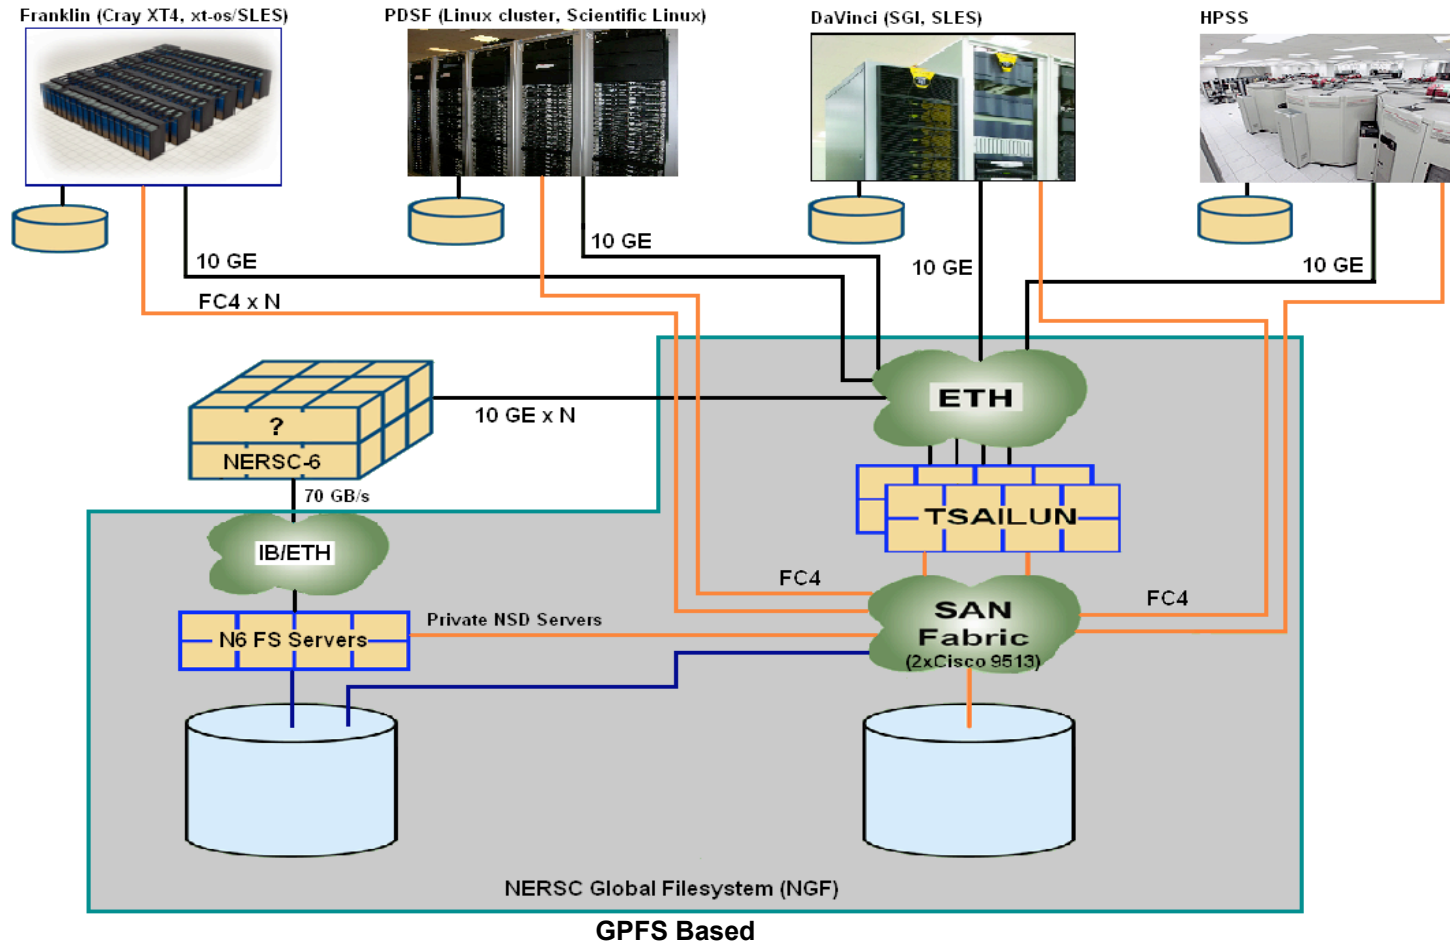 Franklin (Cray XT4, xt-os/SLES)
PDSF (Linux cluster, Scientific Linux)
DaVinci (SGI, SLES)
HPSS
10 GE
10 GE
10 GE
10 GE
FC4 x N
ETH
10 GE x N
?
NERSC-6
70 GB/s
TSAILUN
IB/ETH
FC4
FC4
SAN
Fabric
(2xCisco 9513)
Private NSD Servers
N6 FS Servers
NERSC Global Filesystem (NGF)
GPFS Based